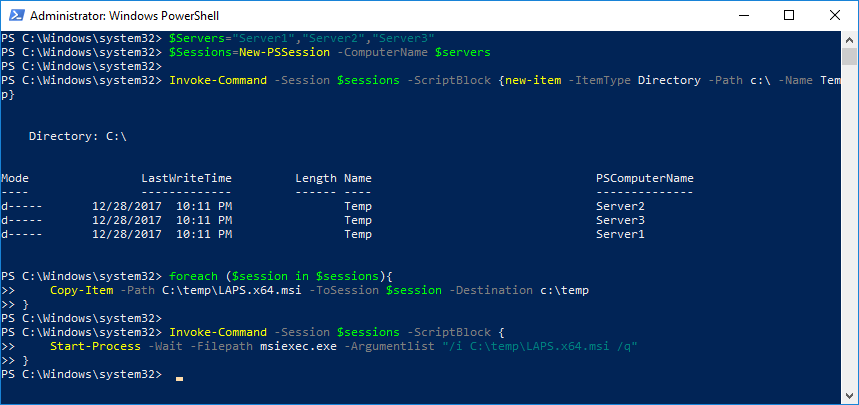 Administrator: Windows PowerShell
PS C:\Windows\system32> $Servers="Server1","Server2","Server3"
PS C:\Windows\system32> $Sessions=New-PSSession -ComputerName $servers
PS C:\Windows\system32>
PS C:\Windows\system32> Invoke-Command -Session $sessions -ScriptBlock {new-item -ItemType Directory -Path c:\ -Name Tem
p}
    Directory: C:\
Mode                LastWriteTime         Length Name                                PSComputerName
----                -------------         ------ ----                                --------------
d-----       12/28/2017  10:11 PM                Temp                                Server2
d-----       12/28/2017  10:11 PM                Temp                                Server3
d-----       12/28/2017  10:11 PM                Temp                                Server1
PS C:\Windows\system32> foreach ($session in $sessions){
>>     Copy-Item -Path C:\temp\LAPS.x64.msi -ToSession $session -Destination c:\temp
>> }
PS C:\Windows\system32>
PS C:\Windows\system32> Invoke-Command -Session $sessions -ScriptBlock {
>>     Start-Process -Wait -Filepath msiexec.exe -Argumentlist "/i C:\temp\LAPS.x64.msi /q"
>> }
PS C:\Windows\system32>